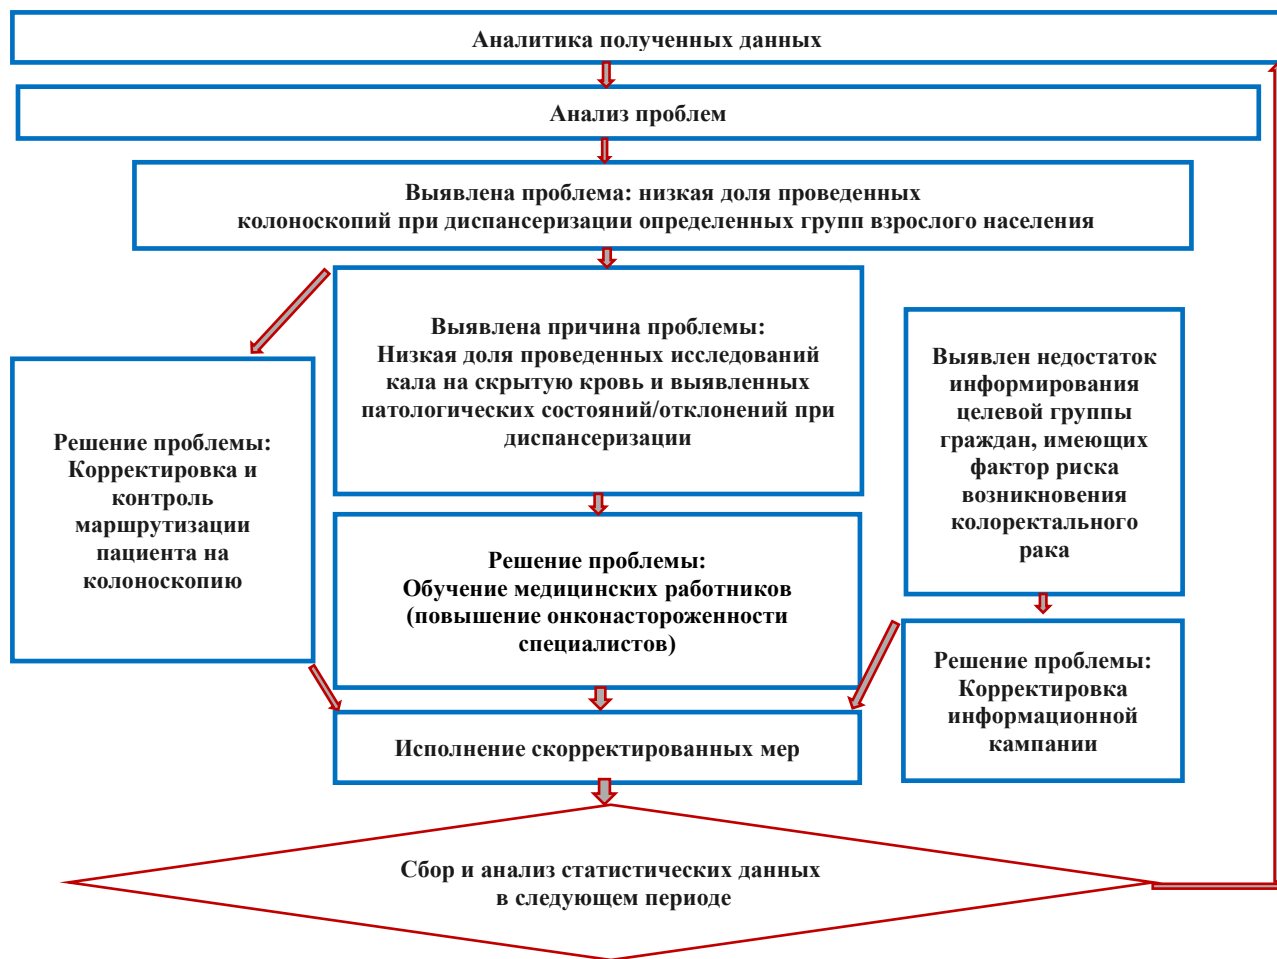 Аналитика полученных данных
Анализ проблем
Выявлена проблема: низкая доля проведенных
колоноскопий при диспансеризации определенных групп взрослого населения
Выявлена причина проблемы:
Низкая доля проведенных исследований
кала на скрытую кровь и выявленных
патологических состояний/отклонений при
диспансеризации
Выявлен недостаток
информирования
целевой группы
граждан, имеющих
фактор риска
возникновения
колоректального
рака
Решение проблемы:
Корректировка и
контроль
маршрутизации
пациента на
колоноскопию
Решение проблемы:
Обучение медицинских работников
(повышение онконастороженности
специалистов)
Решение проблемы:
Корректировка
информационной
кампании
Исполнение скорректированных мер
Сбор и анализ статистических данных
в следующем периоде